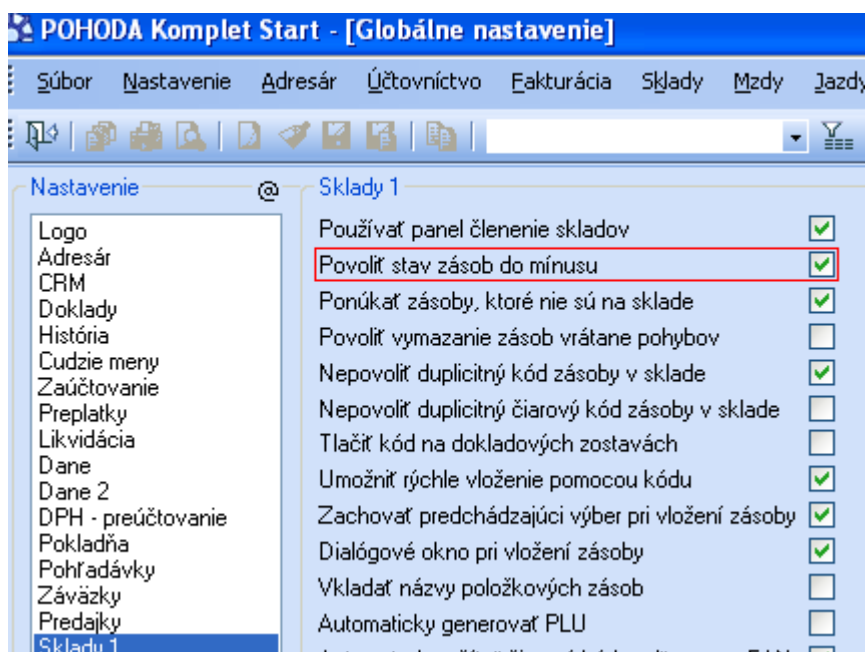 POHODA Komplet Start - [Globálne nastavenie]
Súbor Nastavenie Adresár Účtovníctvo Fakturácia Sklady Mzdy Jazdy
Nastavenie @
Logo
Adresár
CRM
Doklady
História
Cudzie meny
Zaúčtovanie
Preplatky
Likvidácia
Dane
Dane 2
DPH - preúčtovanie
Pokladňa
Pohľadávky
Záväzky
Predajky
Sklady 1
Sklady 1
Používať panel členenie skladov
Povoliť stav zásob do mínusu
Ponúkať zásoby, ktoré nie sú na sklade
Povoliť vymazanie zásob vrátane pohybov
Nepovoliť duplicitný kód zásoby v sklade
Nepovoliť duplicitný čiarový kód zásoby v sklade
Tlačiť kód na dokladových zostavách
Umožniť rýchle vloženie pomocou kódu
Zachovať predchádzajúci výber pri vložení zásoby
Dialógové okno pri vložení zásoby
Vkladať názvy položkových zásob
Automaticky generovať PLU